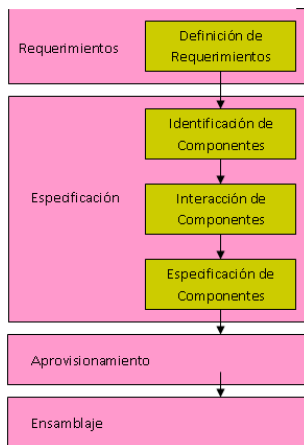 Requerimientos
Definición de
Requerimientos
Identificación de
Componentes
Especificación
Interacción de
Componentes
Especificación de
Componentes
Aprovisionamiento
Ensamblaje